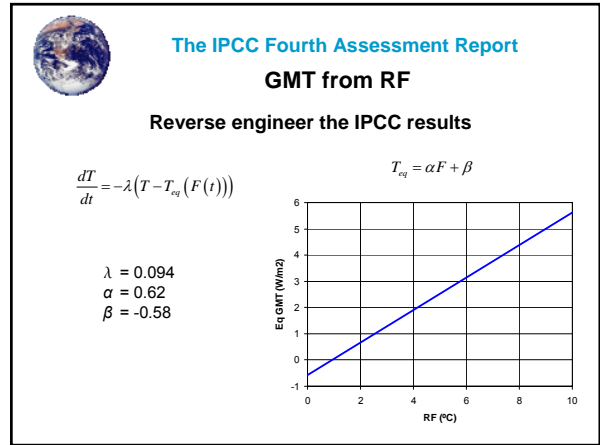 The IPCC Fourth Assessment Report
GMT from RF
Reverse engineer the IPCC results
dT/dt = −λ(T − T_eq(F(t)))
T_eq = αF + β
λ = 0.094
α = 0.62
β = -0.58
Eq GMT (W/m2)
6
5
4
3
2
1
0
-1
0 2 4 6 8 10
RF (ºC)